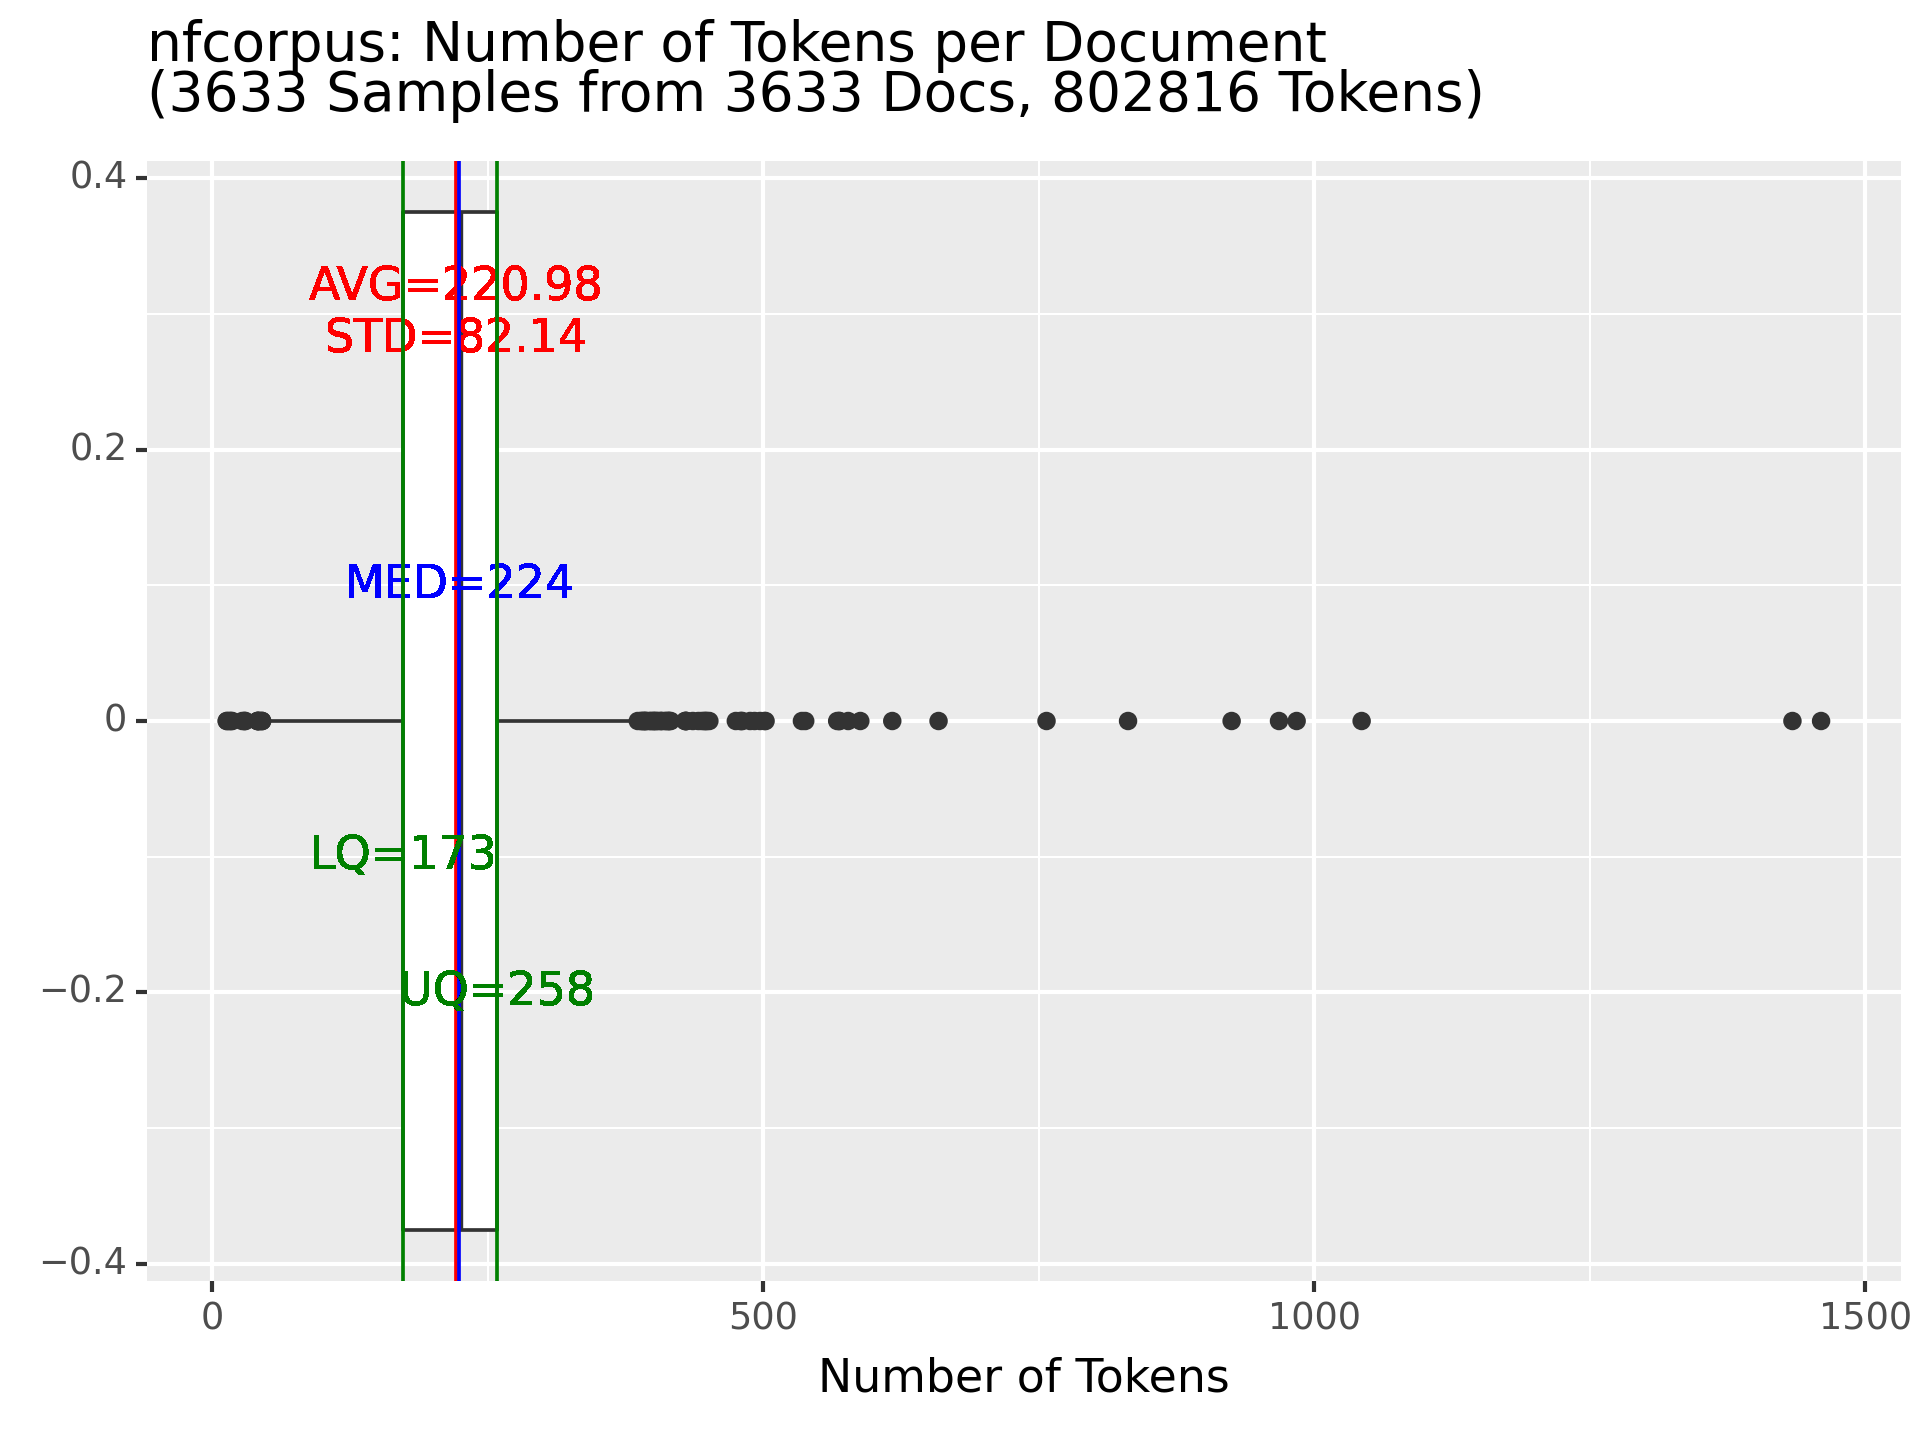 nfcorpus: Number of Tokens per Document
(3633 Samples from 3633 Docs, 802816 Tokens)
0.4
0.2
0
−0.2
−0.4
AVG=220.98
STD=82.14
MED=224
LQ=173
UQ=258
0
500
1000
1500
Number of Tokens